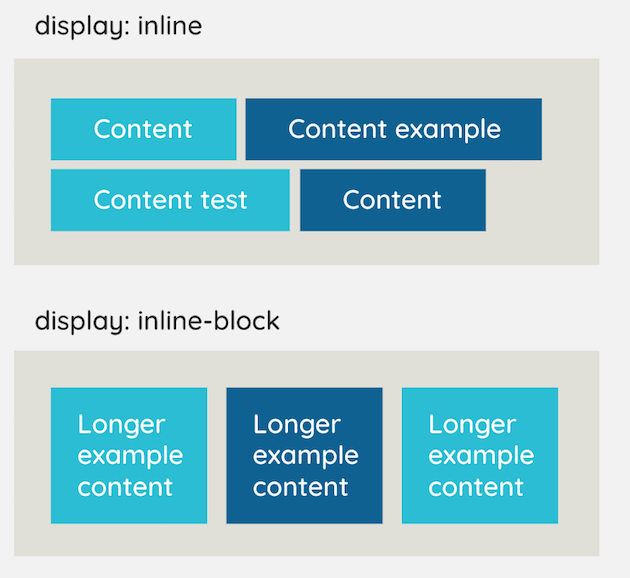 display: inline
Content
Content example
Content test
Content
display: inline-block
Longer
example
content
Longer
example
content
Longer
example
content